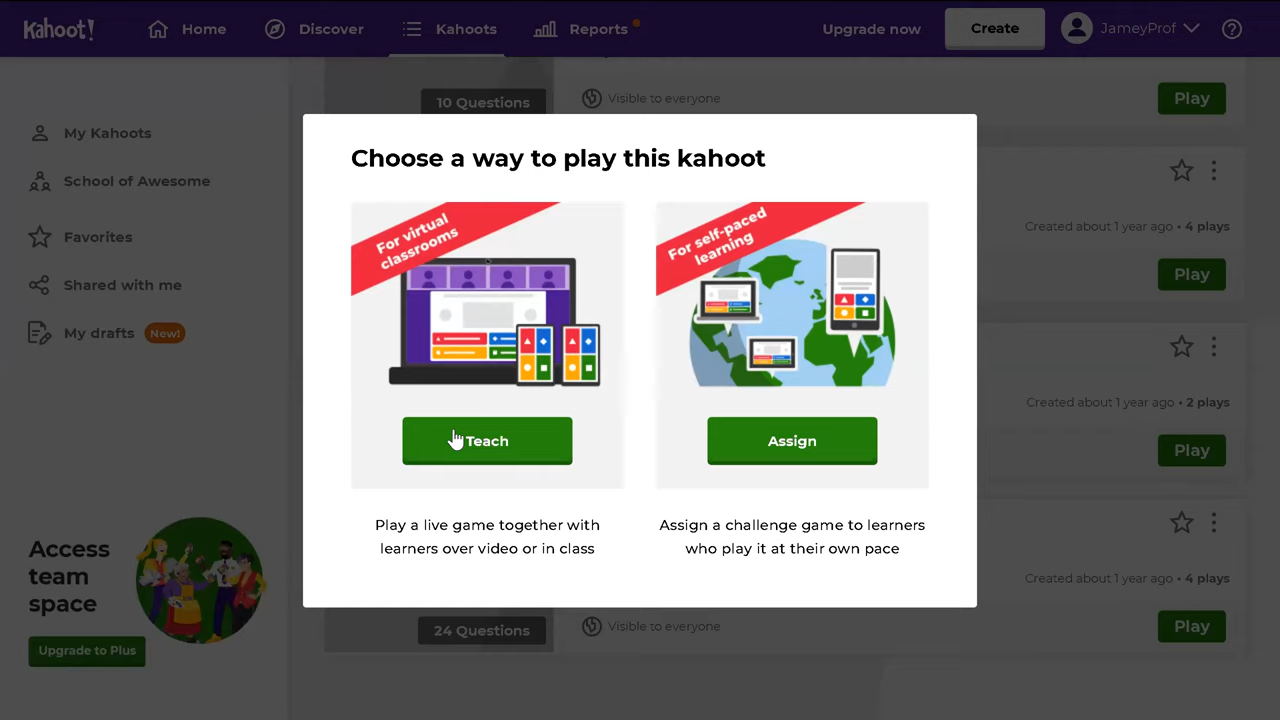 Kahoot! Home Discover Kahoots Reports Upgrade now Create JameyProf
My Kahoots
School of Awesome
Favorites
Shared with me
My drafts New!
Access
team
space
Upgrade to Plus
10 Questions Visible to everyone Play
Created about 1 year ago • 4 plays
Play
Created about 1 year ago • 2 plays
Play
Created about 1 year ago • 4 plays
24 Questions Visible to everyone Play
Choose a way to play this kahoot
For virtual
classrooms
Teach
Play a live game together with
learners over video or in class
For self-paced
learning
Assign
Assign a challenge game to learners
who play it at their own pace